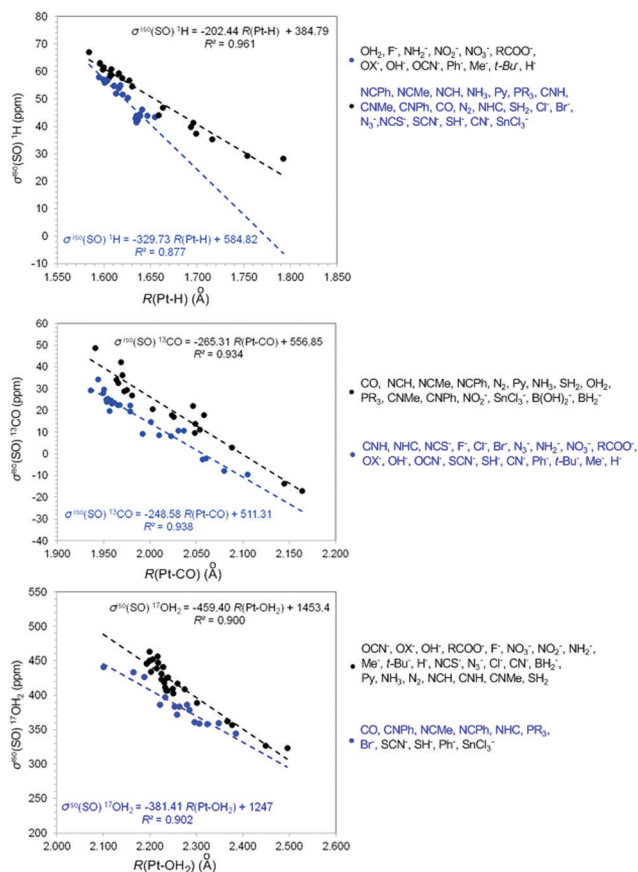 σ^iso(SO) ¹H = -202.44 R(Pt-H) + 384.79
R² = 0.961
80
70
60
50
40
30
20
10
0
-10
σ^iso(SO) ¹H (ppm)
σ^iso(SO) ¹H = -329.73 R(Pt-H) + 584.82
R² = 0.877
1.550 1.600 1.650 1.700 1.750 1.800 1.850
R(Pt-H) (Å)
OH₂, F⁻, NH₂⁻, NO₂⁻, NO₃⁻, RCOO⁻,
OX⁻, OH⁻, OCN⁻, Ph⁻, Me⁻, t-Bu⁻, H⁻
NCPh, NCMe, NCH, NH₃, Py, PR₃, CNH,
CNMe, CNPh, CO, N₂, NHC, SH₂, Cl⁻, Br⁻,
N₃⁻,NCS⁻, SCN⁻, SH⁻, CN⁻, SnCl₃⁻
σ^iso(SO) ¹³CO = -265.31 R(Pt-CO) + 556.85
R² = 0.934
60
50
40
30
20
10
0
-10
-20
-30
-40
σ^iso(SO) ¹³CO (ppm)
σ^iso(SO) ¹³CO = -248.58 R(Pt-CO) + 511.31
R² = 0.938
1.900 1.950 2.000 2.050 2.100 2.150 2.200
R(Pt-CO) (Å)
CO, NCH, NCMe, NCPh, N₂, Py, NH₃, SH₂, OH₂,
PR₃, CNMe, CNPh, NO₂⁻, SnCl₃⁻, B(OH)₂⁻, BH₂⁻
CNH, NHC, NCS⁻, F⁻, Cl⁻, Br⁻, N₃⁻, NH₂⁻, NO₃⁻, RCOO⁻,
OX⁻, OH⁻, OCN⁻, SCN⁻, SH⁻, CN⁻, Ph⁻, t-Bu⁻, Me⁻, H⁻
σ^iso(SO) ¹⁷OH₂ = -459.40 R(Pt-OH₂) + 1453.4
R² = 0.900
550
500
450
400
350
300
250
200
σ^iso(SO) ¹⁷OH₂ (ppm)
σ^iso(SO) ¹⁷OH₂ = -381.41 R(Pt-OH₂) + 1247
R² = 0.902
2.000 2.100 2.200 2.300 2.400 2.500 2.600
R(Pt-OH₂) (Å)
OCN⁻, OX⁻, OH⁻, RCOO⁻, F⁻, NO₃⁻, NO₂⁻, NH₂⁻,
Me⁻, t-Bu⁻, H⁻, NCS⁻, N₃⁻, Cl⁻, CN⁻, BH₂⁻,
Py, NH₃, N₂, NCH, CNH, CNMe, SH₂
CO, CNPh, NCMe, NCPh, NHC, PR₃,
Br⁻, SCN⁻, SH⁻, Ph⁻, SnCl₃⁻